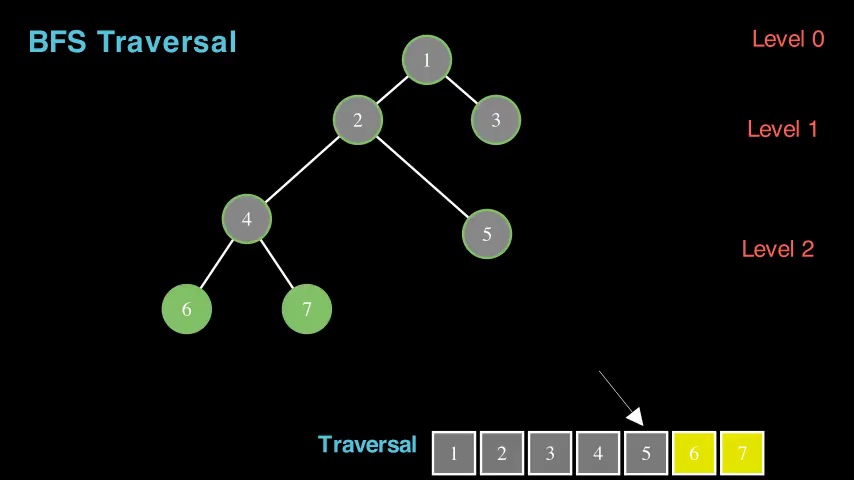 BFS Traversal
Level 0
1
2
3
Level 1
4
5
Level 2
6
7
Traversal
1 2 3 4 5 6 7